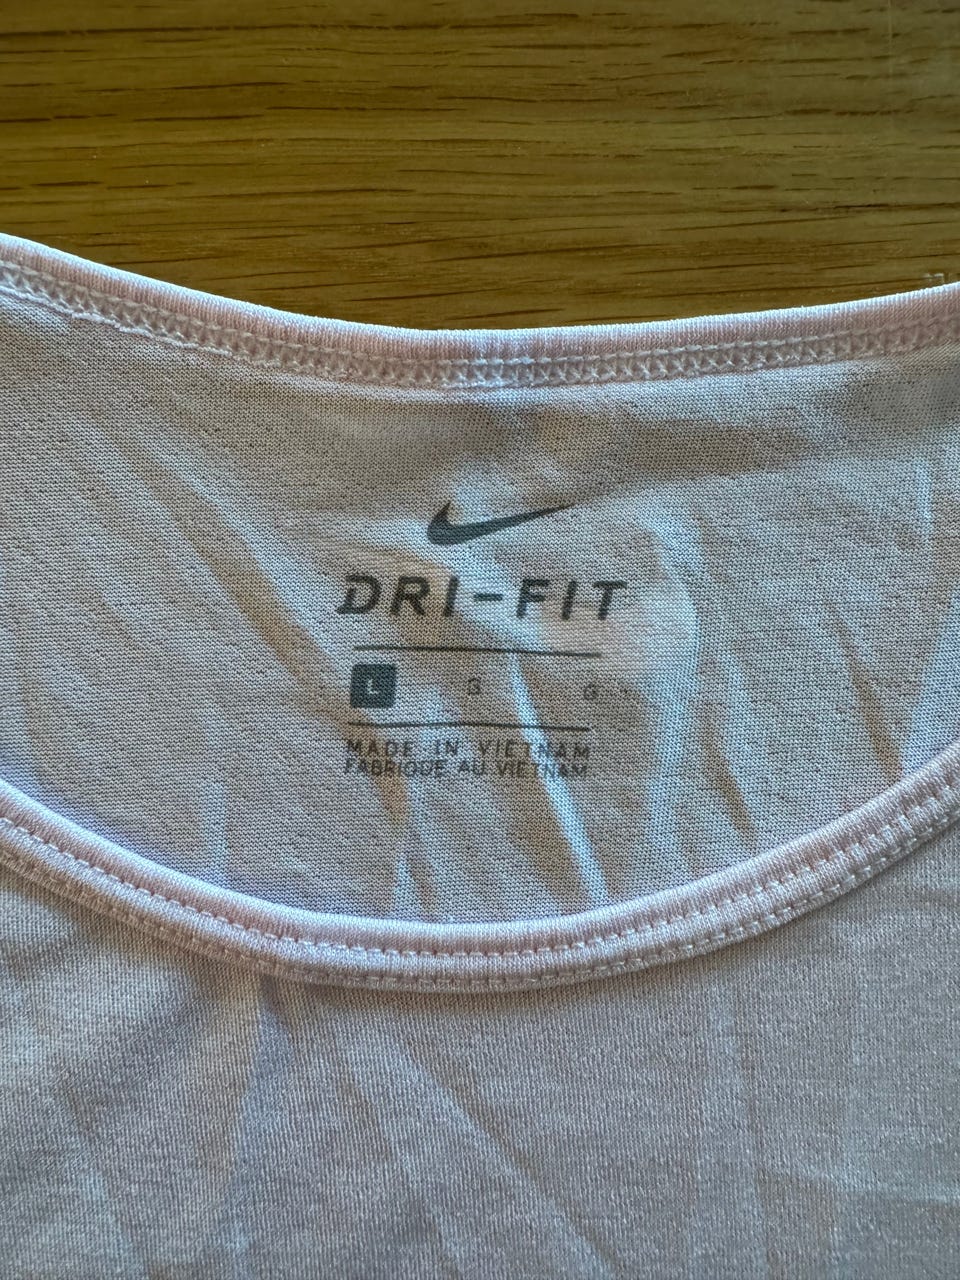 DRI-FIT
L G G
MADE IN VIETNAM
FABRIQUE AU VIETNAM